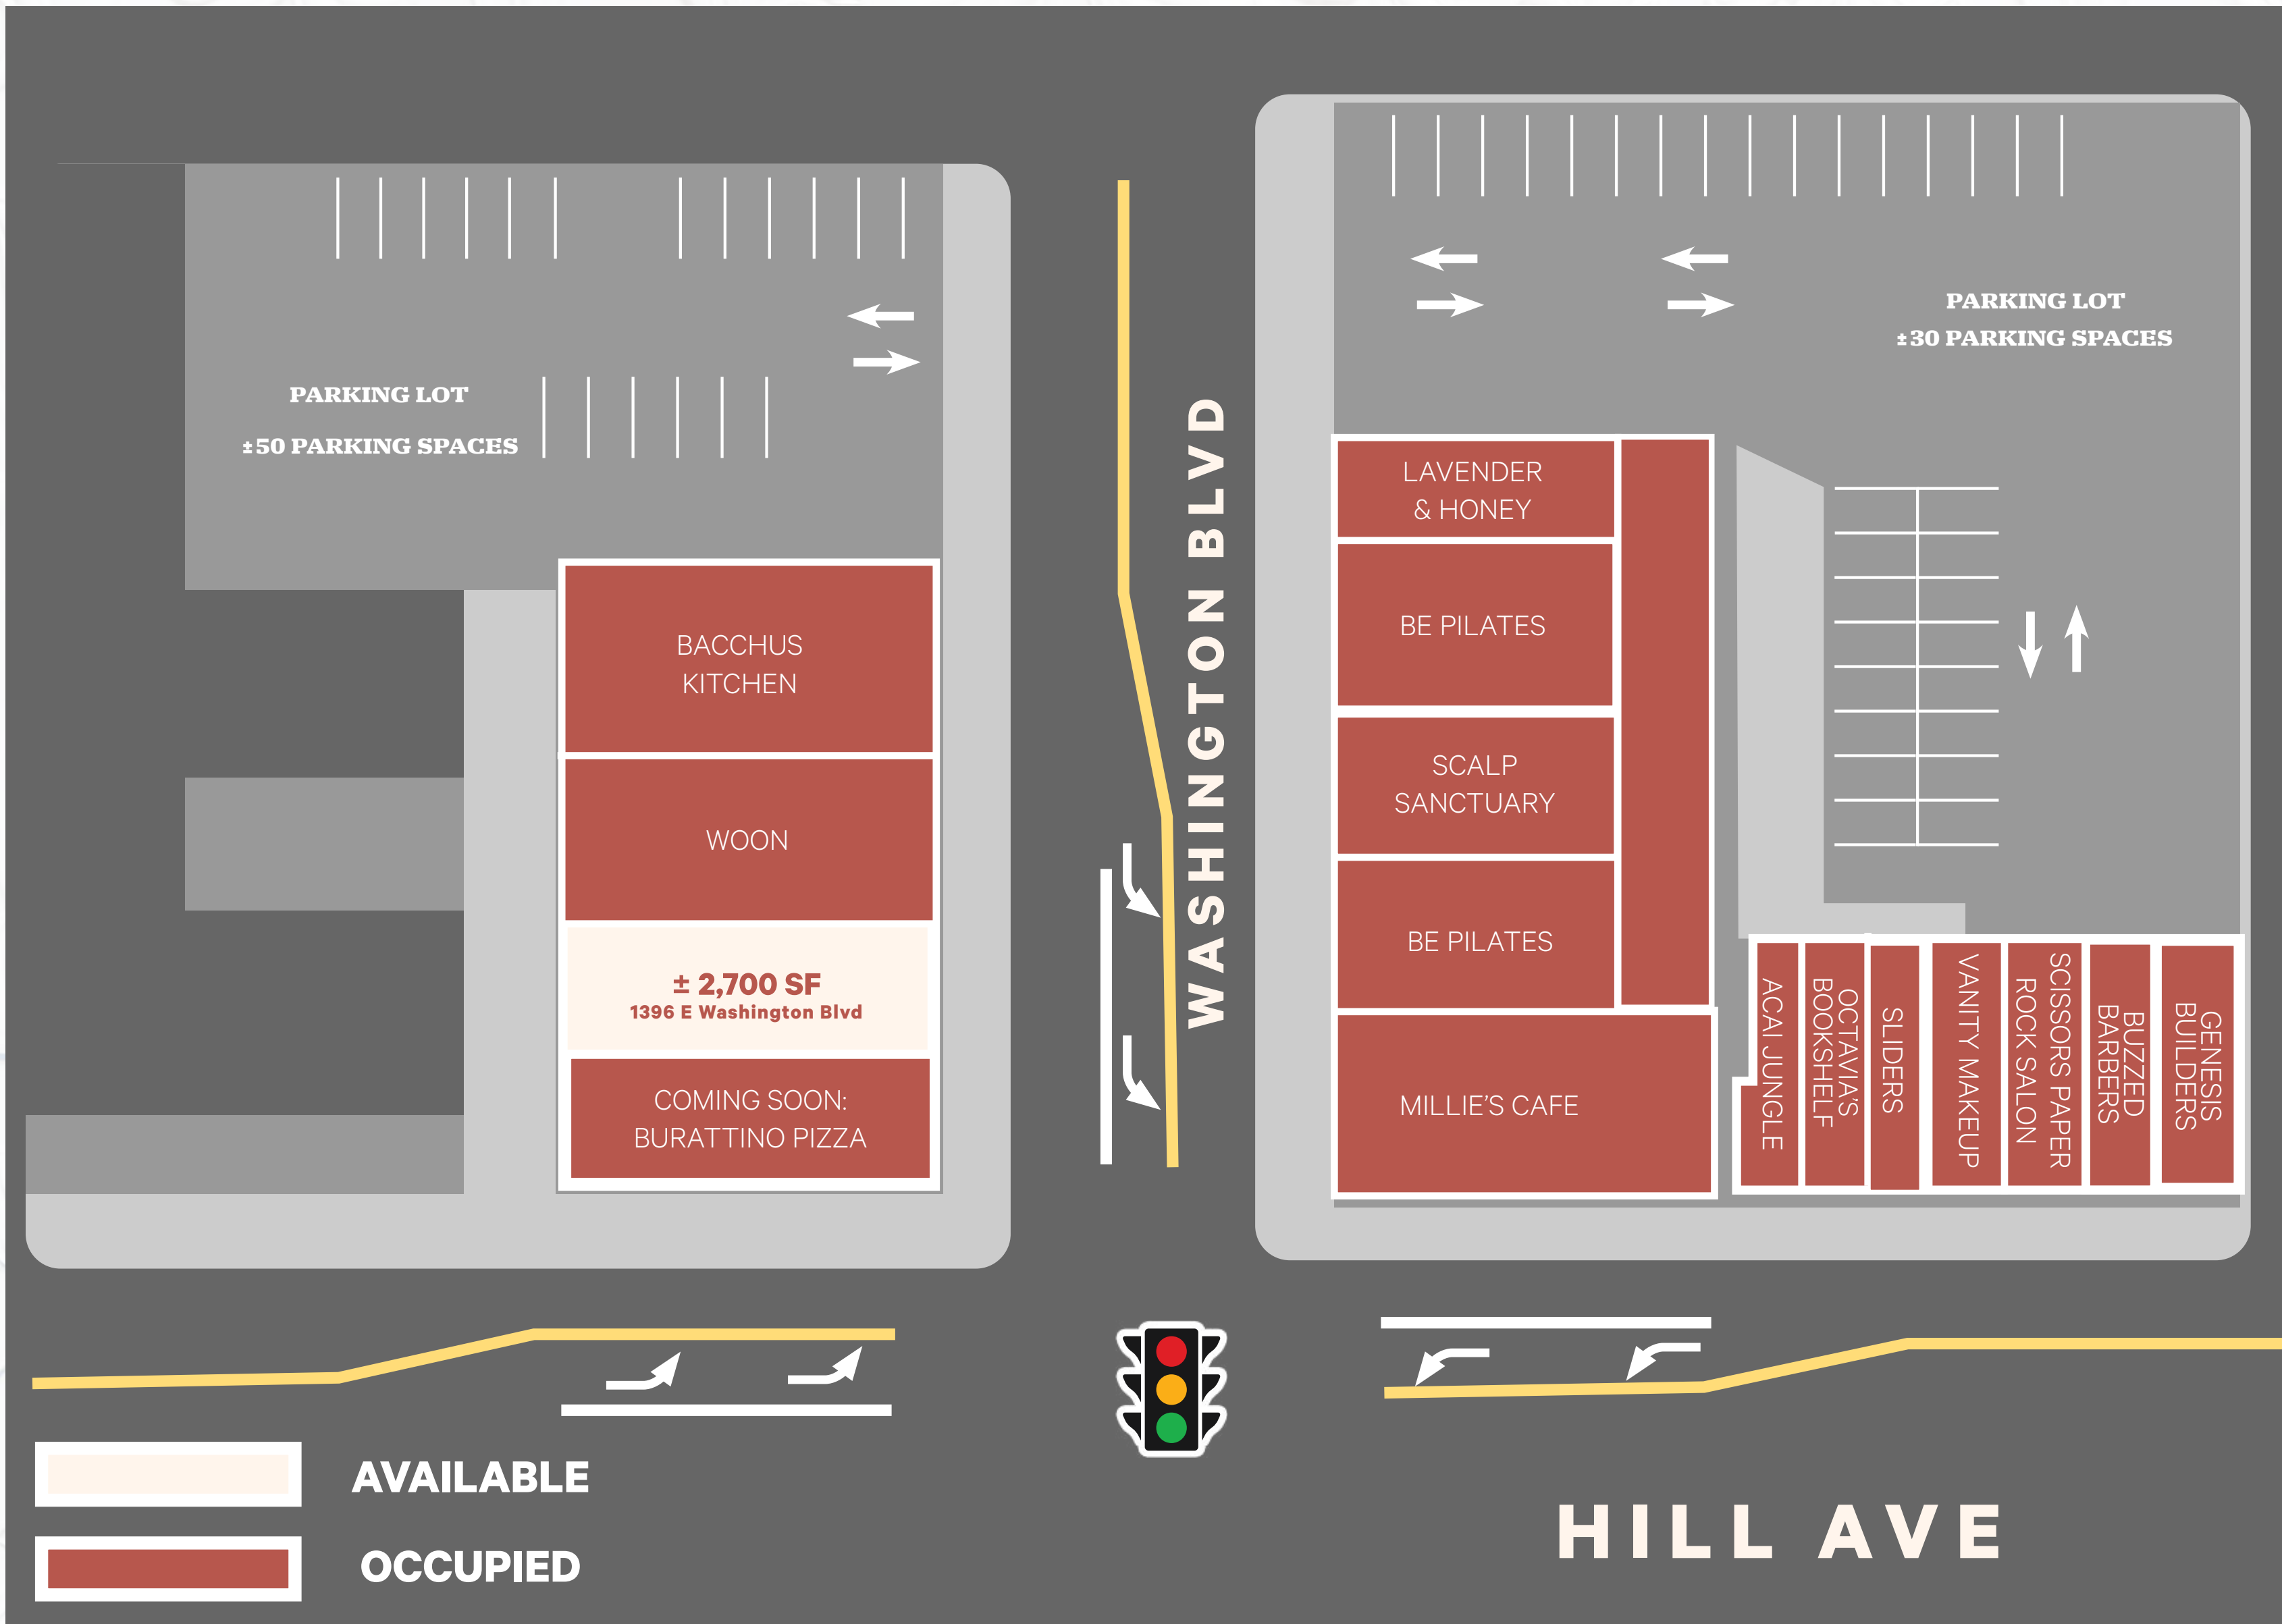 PARKING LOT
±50 PARKING SPACES
BACCHUS
KITCHEN
WOON
± 2,700 SF
1396 E Washington Blvd
COMING SOON:
BURATTINO PIZZA
WASHINGTON BLVD
PARKING LOT
±30 PARKING SPACES
LAVENDER
& HONEY
BE PILATES
SCALP
SANCTUARY
BE PILATES
MILLIE'S CAFE
ACAI JUNGLE
OCTAVIA'S
BOOKSHELF
SLIDERS
VANITY MAKEUP
SCISSORS PAPER
ROCK SALON
BUZZED
BARBERS
GENESIS
BUILDERS
AVAILABLE
OCCUPIED
HILL AVE